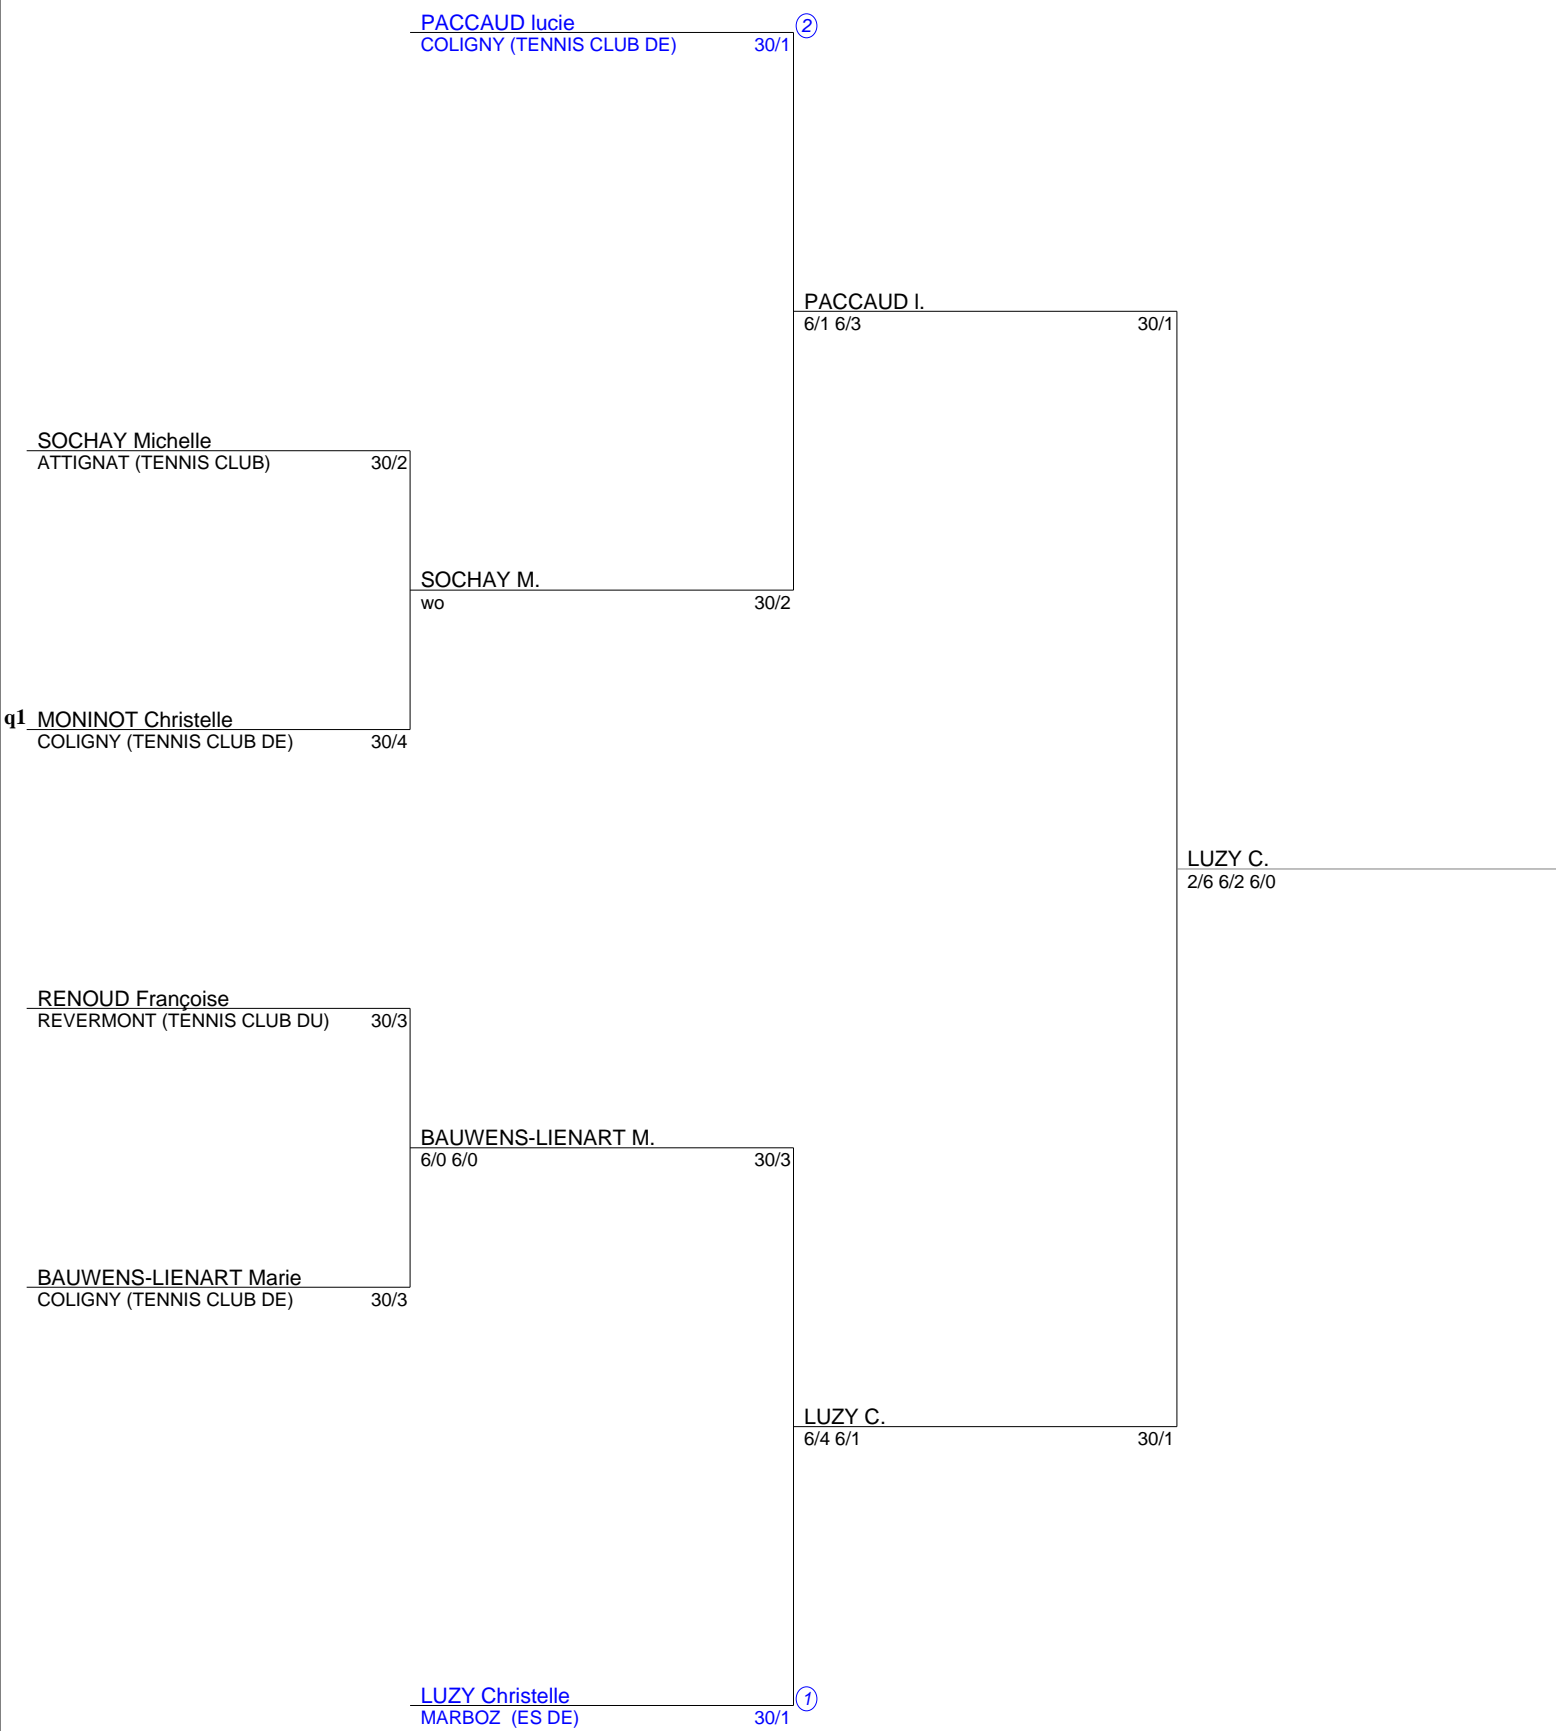 PACCAUD lucie 2
COLIGNY (TENNIS CLUB DE) 30/1
PACCAUD l.
6/1 6/3 30/1
SOCHAY Michelle
ATTIGNAT (TENNIS CLUB) 30/2
SOCHAY M.
wo 30/2
q1 MONINOT Christelle
COLIGNY (TENNIS CLUB DE) 30/4
LUZY C.
2/6 6/2 6/0
RENOUD Françoise
REVERMONT (TENNIS CLUB DU) 30/3
BAUWENS-LIENART M.
6/0 6/0 30/3
BAUWENS-LIENART Marie
COLIGNY (TENNIS CLUB DE) 30/3
LUZY C.
6/4 6/1 30/1
LUZY Christelle 1
MARBOZ (ES DE) 30/1